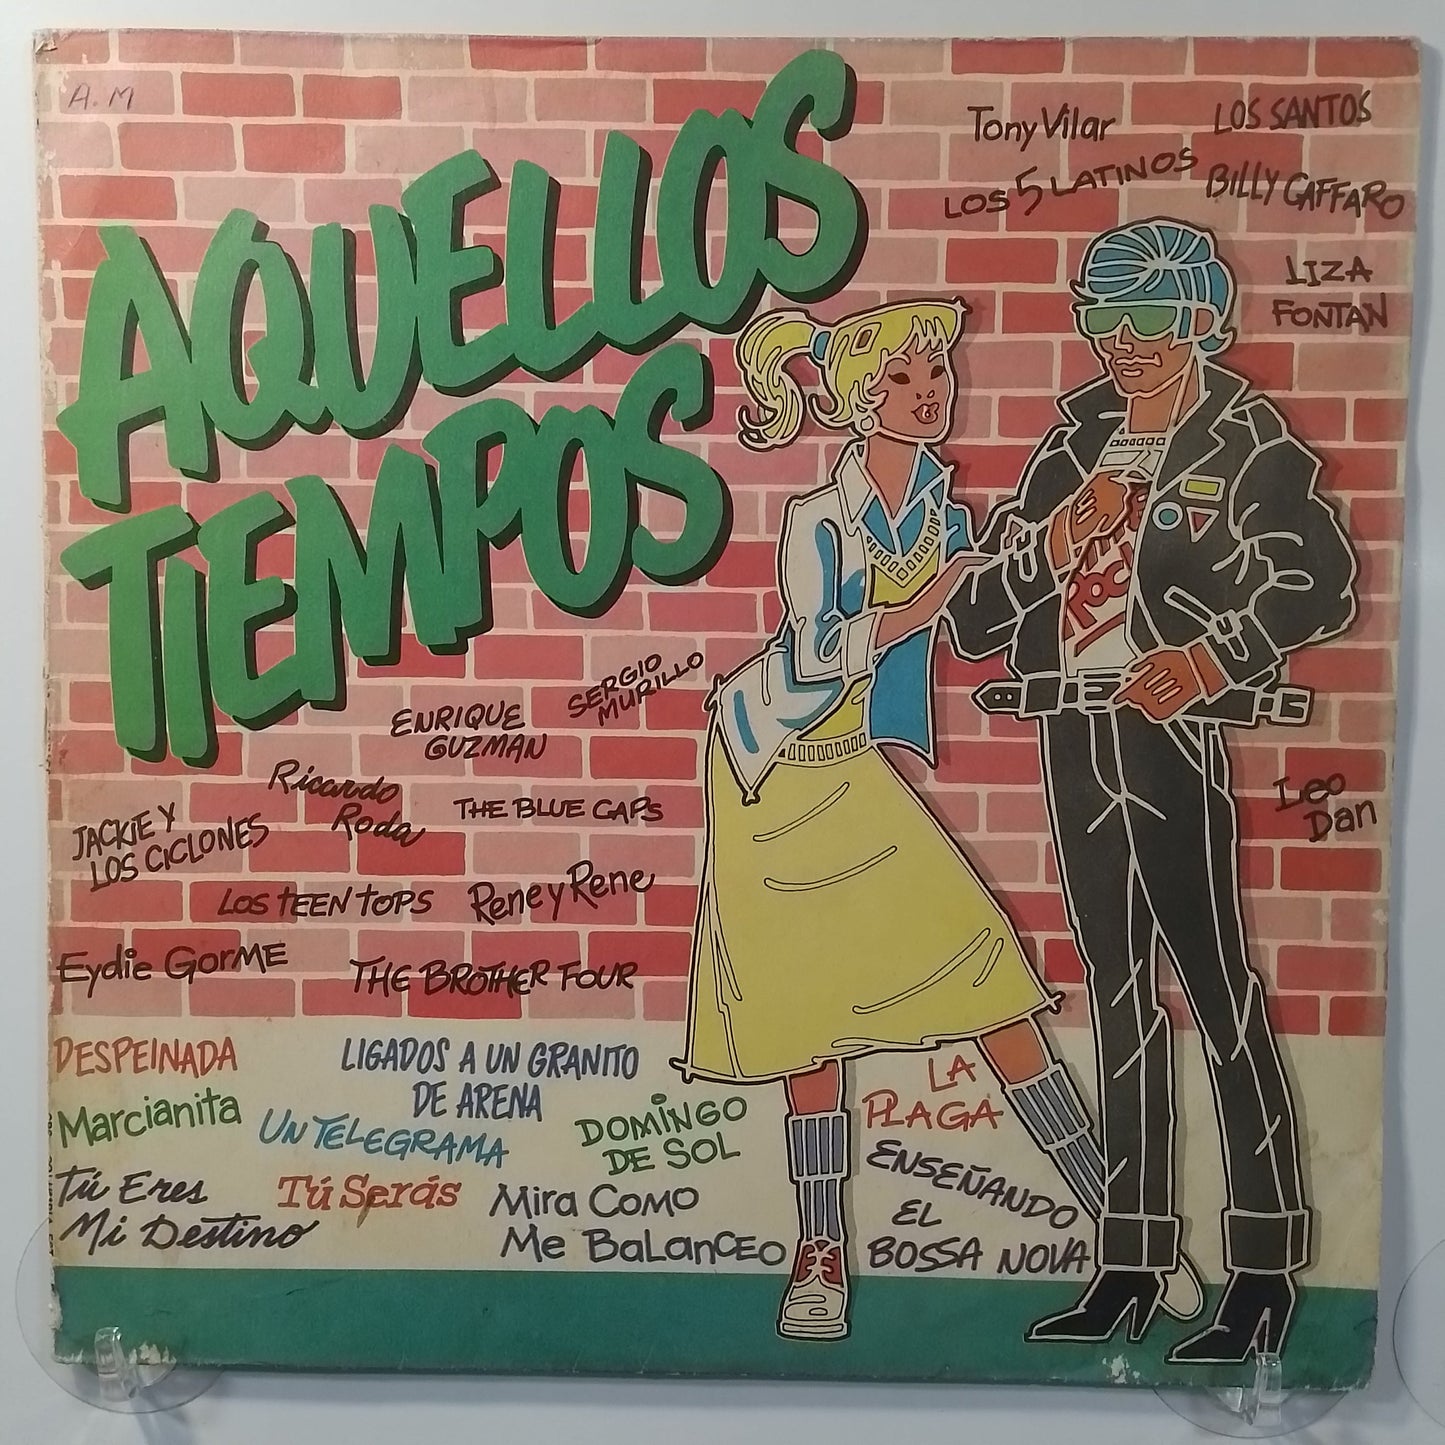 A. M
AQUELLOS
TIEMPOS
Tony Vilar
LOS SANTOS
LOS 5 LATINOS
BILLY CAFFARO
LIZA
FONTAN
Rock
SERGIO
MURILLO
ENRIQUE
GUZMAN
Ricardo
Roda
THE BLUE CAPS
JACKIE Y
LOS CICLONES
Leo
Dan
LOS TEEN TOPS
Rene y Rene
Eydie GORME
THE BROTHER FOUR
DESPEINADA
LIGADOS A UN GRANITO
DE ARENA
LA
PLAGA
Marcianita
UN TELEGRAMA
DOMINGO
DE SOL
ENSEÑANDO
EL
BOSSA NOVA
Tú Eres
Mi Destino
Tú Serás
Mira Como
Me BaLanCEO